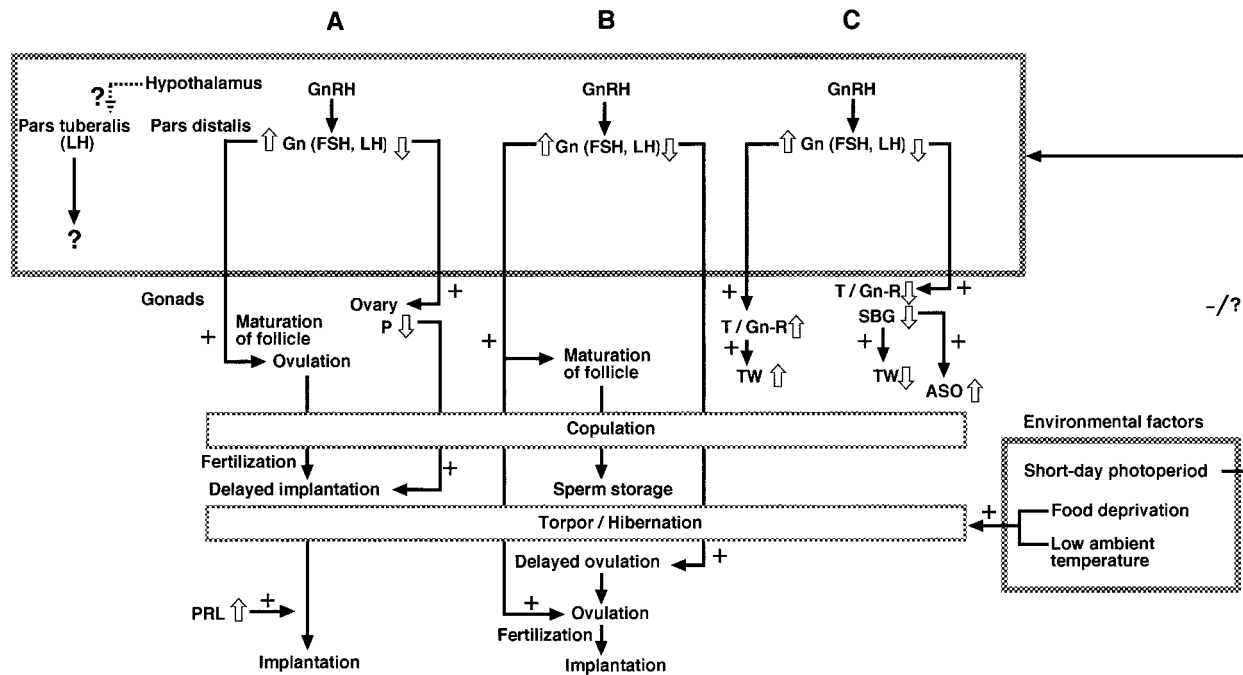 A
B
C
Hypothalamus
?
Pars tuberalis
(LH)
?
Pars distalis
GnRH
Gn (FSH, LH)
GnRH
Gn (FSH, LH)
GnRH
Gn (FSH, LH)
Gonads
+
Maturation
of follicle
Ovulation
Ovary
+
P
+
Maturation
of follicle
+
T / Gn-R
+
TW
T / Gn-R
+
SBG
+
+
TW
ASO
-/?
Copulation
Fertilization
+
Delayed implantation
Sperm storage
Torpor / Hibernation
Environmental factors
Short-day photoperiod
+
Food deprivation
Low ambient
temperature
Delayed ovulation
+
PRL
+
+
Ovulation
Fertilization
Implantation
Implantation